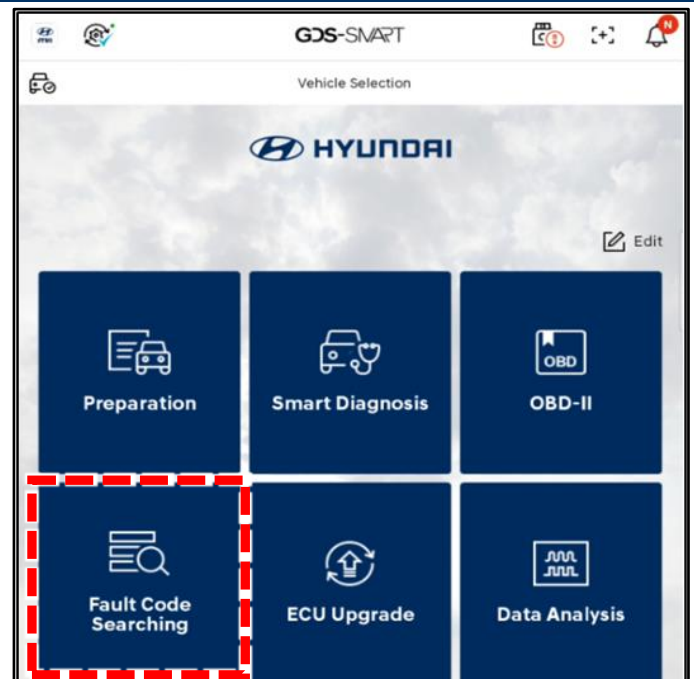 GDS-SMART
N
Vehicle Selection
HYUNDAI
Edit
Preparation
Smart Diagnosis
OBD
OBD-II
Fault Code
Searching
ECU Upgrade
Data Analysis